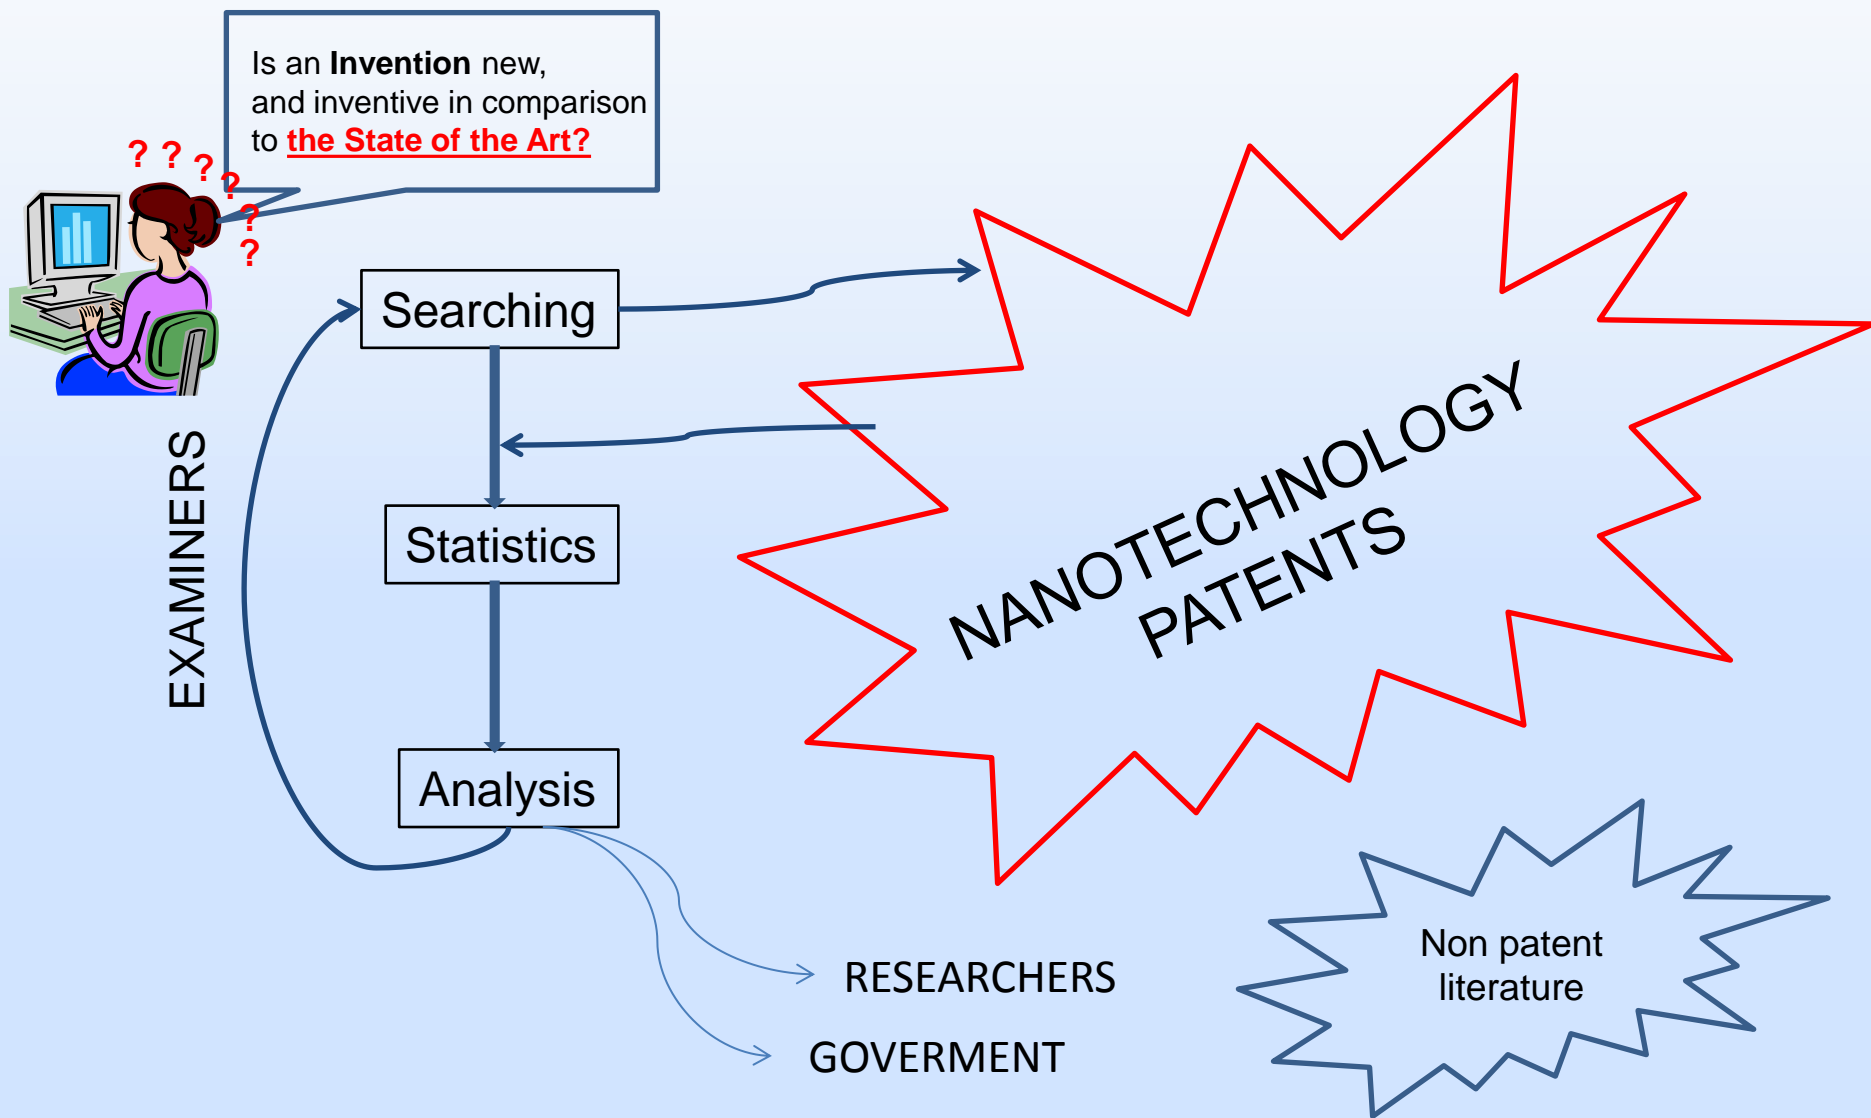 Is an Invention new,
and inventive in comparison
to the State of the Art?
? ? ? ? ? ?
Searching
EXAMINERS
Statistics
Analysis
NANOTECHNOLOGY
PATENTS
RESEARCHERS
GOVERMENT
Non patent
literature